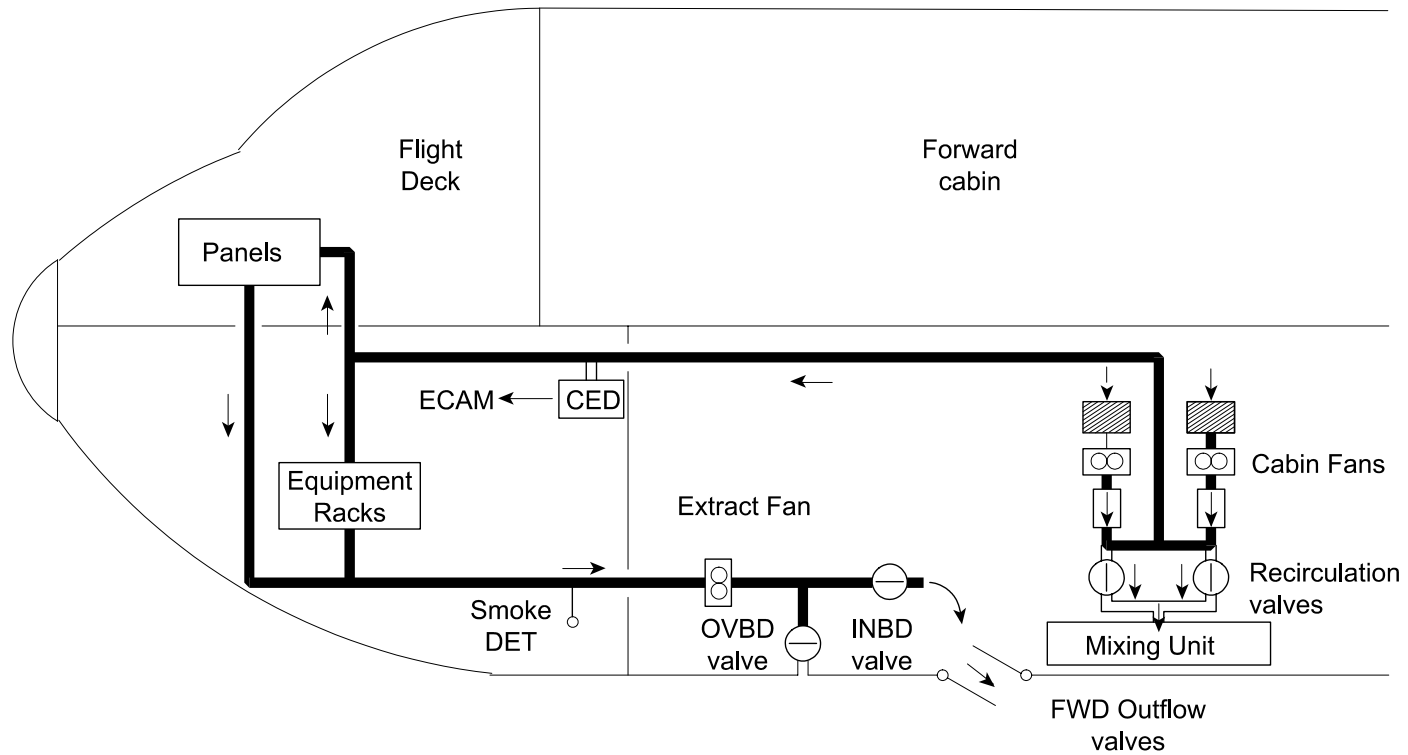 Flight
Deck
Forward
cabin
Panels
ECAM
CED
Equipment
Racks
Cabin Fans
Extract Fan
Smoke
DET
OVBD
valve
INBD
valve
Recirculation
valves
Mixing Unit
FWD Outflow
valves